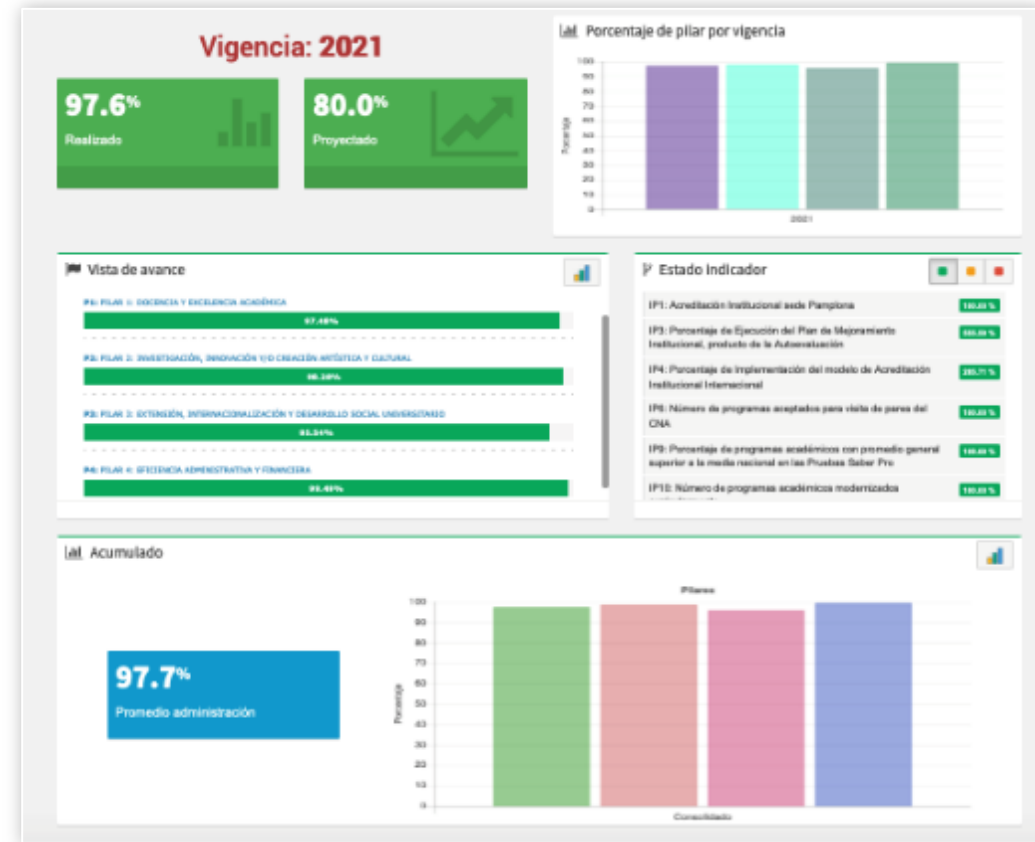 Vigencia: 2021
97.6%
Realizado
80.0%
Proyectado
Porcentaje de pilar por vigencia
100
90
80
70
60
50
40
30
20
10
0
Porcentaje
2021
Vista de avance
P1: PILAR 1: DOCENCIA Y EXCELENCIA ACADÉMICA
97.48%
P2: PILAR 2: INVESTIGACIÓN, INNOVACIÓN Y/O CREACIÓN ARTÍSTICA Y CULTURAL
P3: PILAR 3: EXTENSIÓN, INTERNACIONALIZACIÓN Y DESARROLLO SOCIAL UNIVERSITARIO
P4: PILAR 4: EFICIENCIA ADMINISTRATIVA Y FINANCIERA
Estado indicador
IP1: Acreditación Institucional sede Pamplona
IP3: Porcentaje de Ejecución del Plan de Mejoramiento
Institucional, producto de la Autoevaluación
IP4: Porcentaje de Implementación del modelo de Acreditación
Institucional Internacional
Número de programas aceptados para visita de pares del
CNA
IP9: Porcentaje de programas académicos con promedio general
superior a la media nacional en las Pruebas Saber Pro
IP10: Número de programas académicos modernizados
Acumulado
97.7%
Promedio administración
Pilares
100
90
80
70
60
50
40
30
20
10
0
Porcentaje
Consolidado